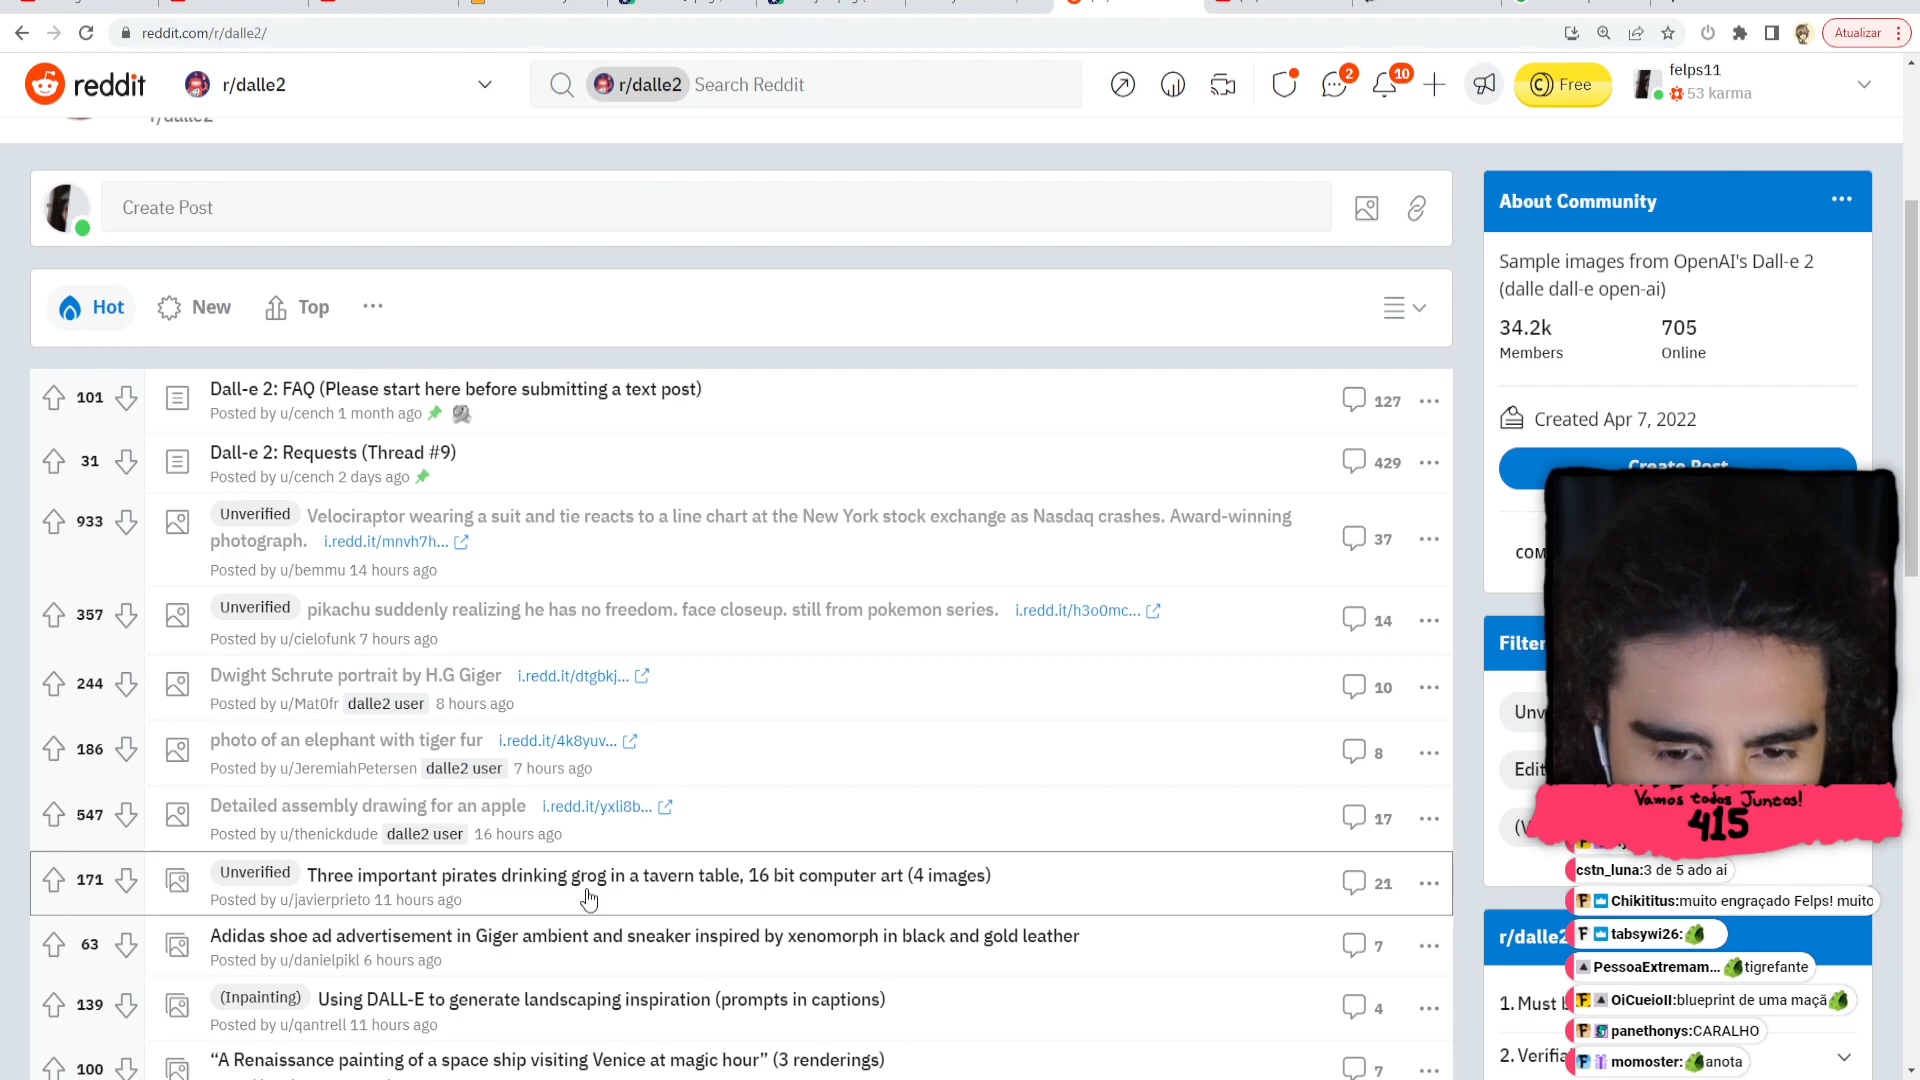 reddit.com/r/dalle2/
Atualizar
reddit
r/dalle2
r/dalle2
Search Reddit
2
10
Free
felps11
53 karma
r/dalle2
Create Post
Hot
New
Top
101
Dall-e 2: FAQ (Please start here before submitting a text post)
Posted by u/cench 1 month ago
127
31
Dall-e 2: Requests (Thread #9)
Posted by u/cench 2 days ago
429
933
Unverified
Velociraptor wearing a suit and tie reacts to a line chart at the New York stock exchange as Nasdaq crashes. Award-winning
photograph. i.redd.it/mnvh7h...
Posted by u/bemmu 14 hours ago
37
357
Unverified
pikachu suddenly realizing he has no freedom. face closeup. still from pokemon series. i.redd.it/h3o0mc...
Posted by u/cielofunk 7 hours ago
14
244
Dwight Schrute portrait by H.G Giger i.redd.it/dtgbkj...
Posted by u/Mat0fr dalle2 user 8 hours ago
10
186
photo of an elephant with tiger fur i.redd.it/4k8yuv...
Posted by u/JeremiahPetersen dalle2 user 7 hours ago
8
547
Detailed assembly drawing for an apple i.redd.it/yxli8b...
Posted by u/thenickdude dalle2 user 16 hours ago
17
171
Unverified
Three important pirates drinking grog in a tavern table, 16 bit computer art (4 images)
Posted by u/javierprieto 11 hours ago
21
63
Adidas shoe ad advertisement in Giger ambient and sneaker inspired by xenomorph in black and gold leather
Posted by u/danielpikl 6 hours ago
7
139
(Inpainting)
Using DALL-E to generate landscaping inspiration (prompts in captions)
Posted by u/qantrell 11 hours ago
4
100
“A Renaissance painting of a space ship visiting Venice at magic hour” (3 renderings)
7
About Community
Sample images from OpenAI's Dall-e 2
(dalle dall-e open-ai)
34.2k
Members
705
Online
Created Apr 7, 2022
Create Post
COM
Filter
Unv
Edit
(V
Vamos todos Juntos!
415
r/dalle2
1. Must b
2. Verifia
cstn_luna:3 de 5 ado ai
Chikititus:muito engraçado Felps! muito
tabsywi26:
PessoaExtremam... tigrefante
OiCueioII:blueprint de uma maçã
panethonys:CARALHO
momoster: anota